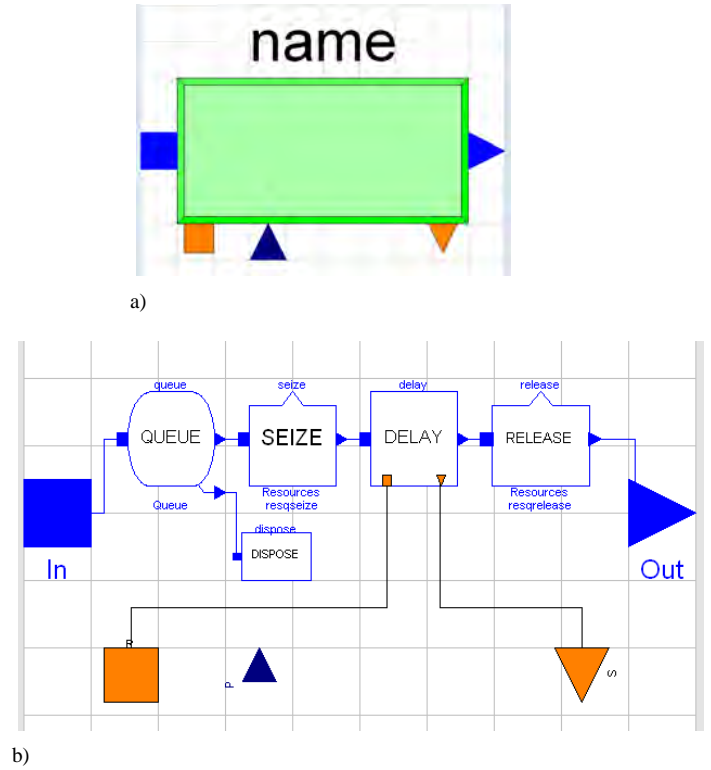 name
a)
queue
seize
delay
release
QUEUE
SEIZE
DELAY
RELEASE
Queue
Resources
resqseize
Resources
resqrelease
dispose
DISPOSE
In
Out
R
P
S
b)